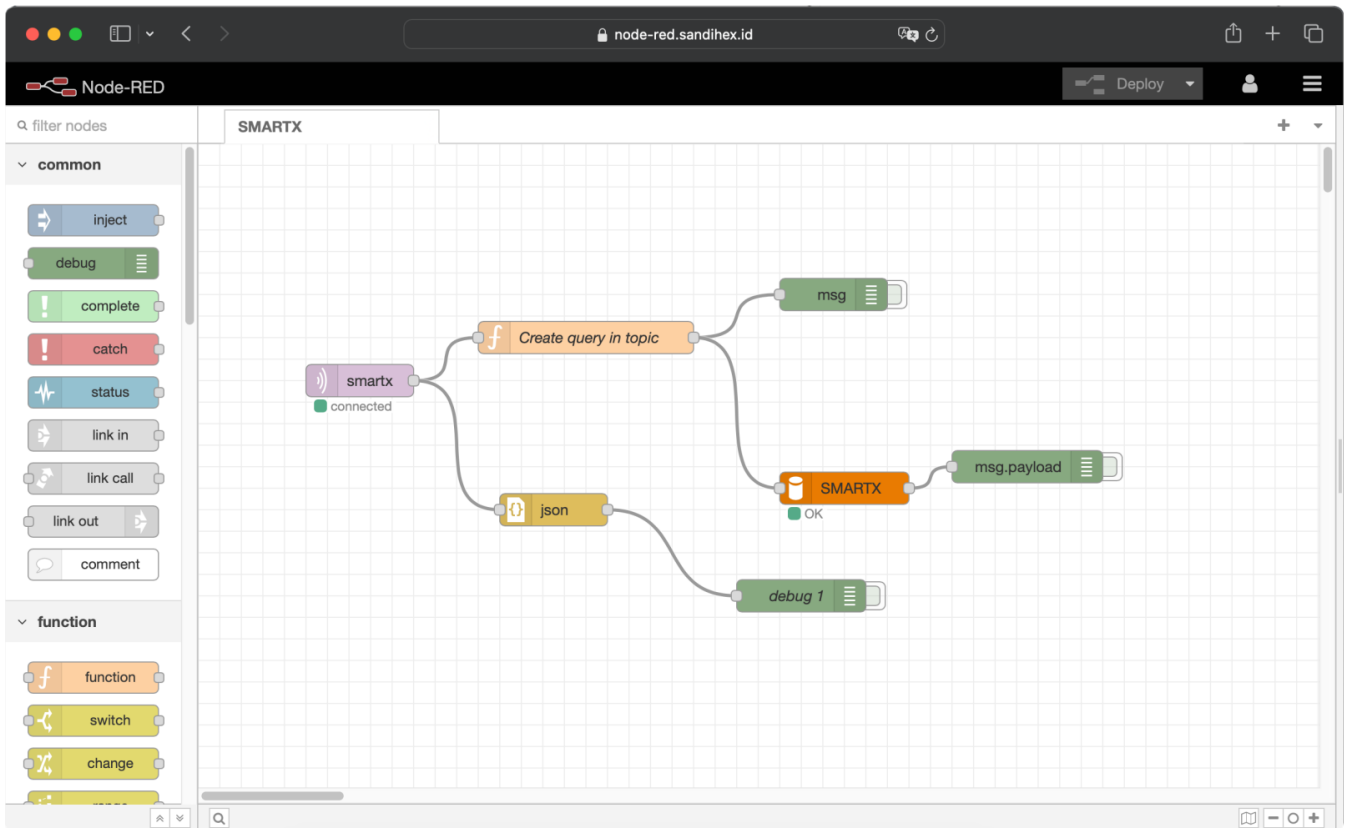 node-red.sandihex.id
Node-RED
Deploy
filter nodes
SMARTX
common
inject
debug
complete
catch
status
link in
link call
link out
comment
function
function
switch
change
range
msg
Create query in topic
smartx
connected
msg.payload
SMARTX
OK
json
debug 1